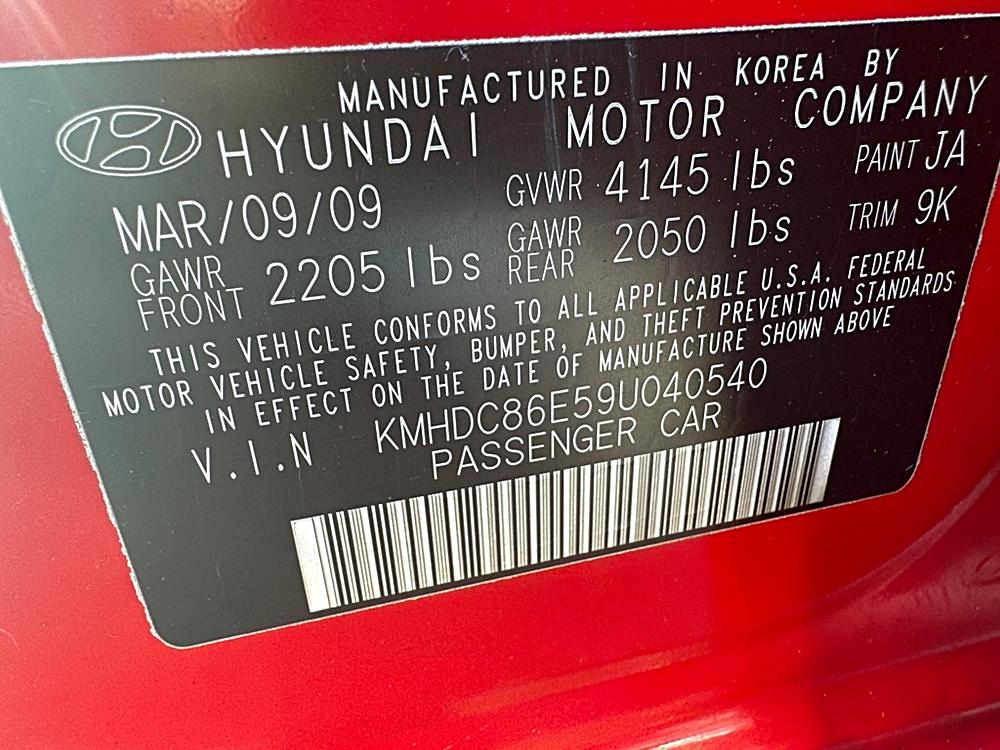 MANUFACTURED IN KOREA BY
HYUNDAI MOTOR COMPANY
MAR/09/09 GVWR 4145 lbs PAINT JA
GAWR FRONT 2205 lbs GAWR REAR 2050 lbs TRIM 9K
THIS VEHICLE CONFORMS TO ALL APPLICABLE U.S.A. FEDERAL
MOTOR VEHICLE SAFETY, BUMPER, AND THEFT PREVENTION STANDARDS
IN EFFECT ON THE DATE OF MANUFACTURE SHOWN ABOVE
V.I.N KMHDC86E59U040540
PASSENGER CAR